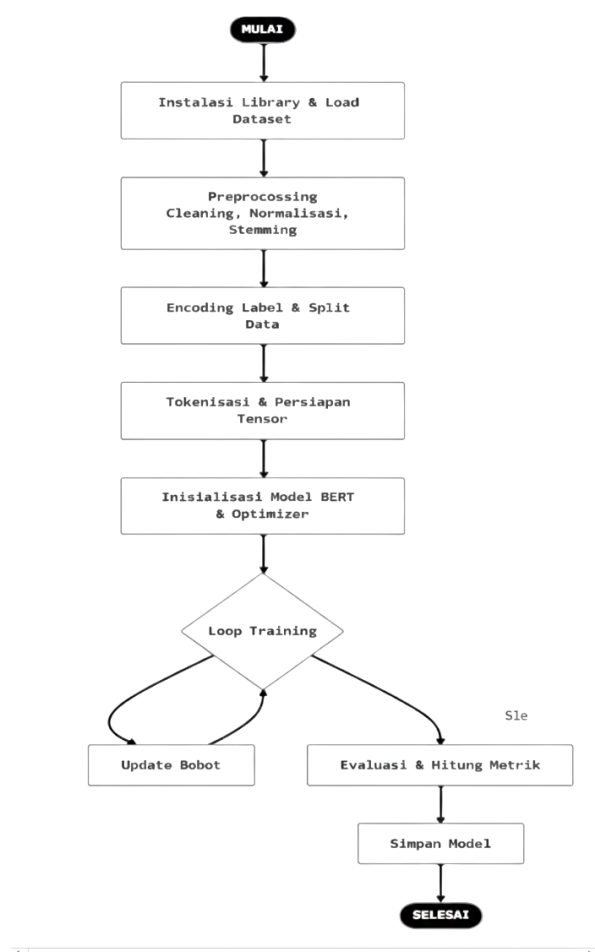 MULAI
Instalasi Library & Load
Dataset
Preprocossing
Cleaning, Normalisasi,
Stemming
Encoding Label & Split
Data
Tokenisasi & Persiapan
Tensor
Inisialisasi Model BERT
& Optimizer
Loop Training
Sle
Update Bobot
Evaluasi & Hitung Metrik
Simpan Model
SELESAI